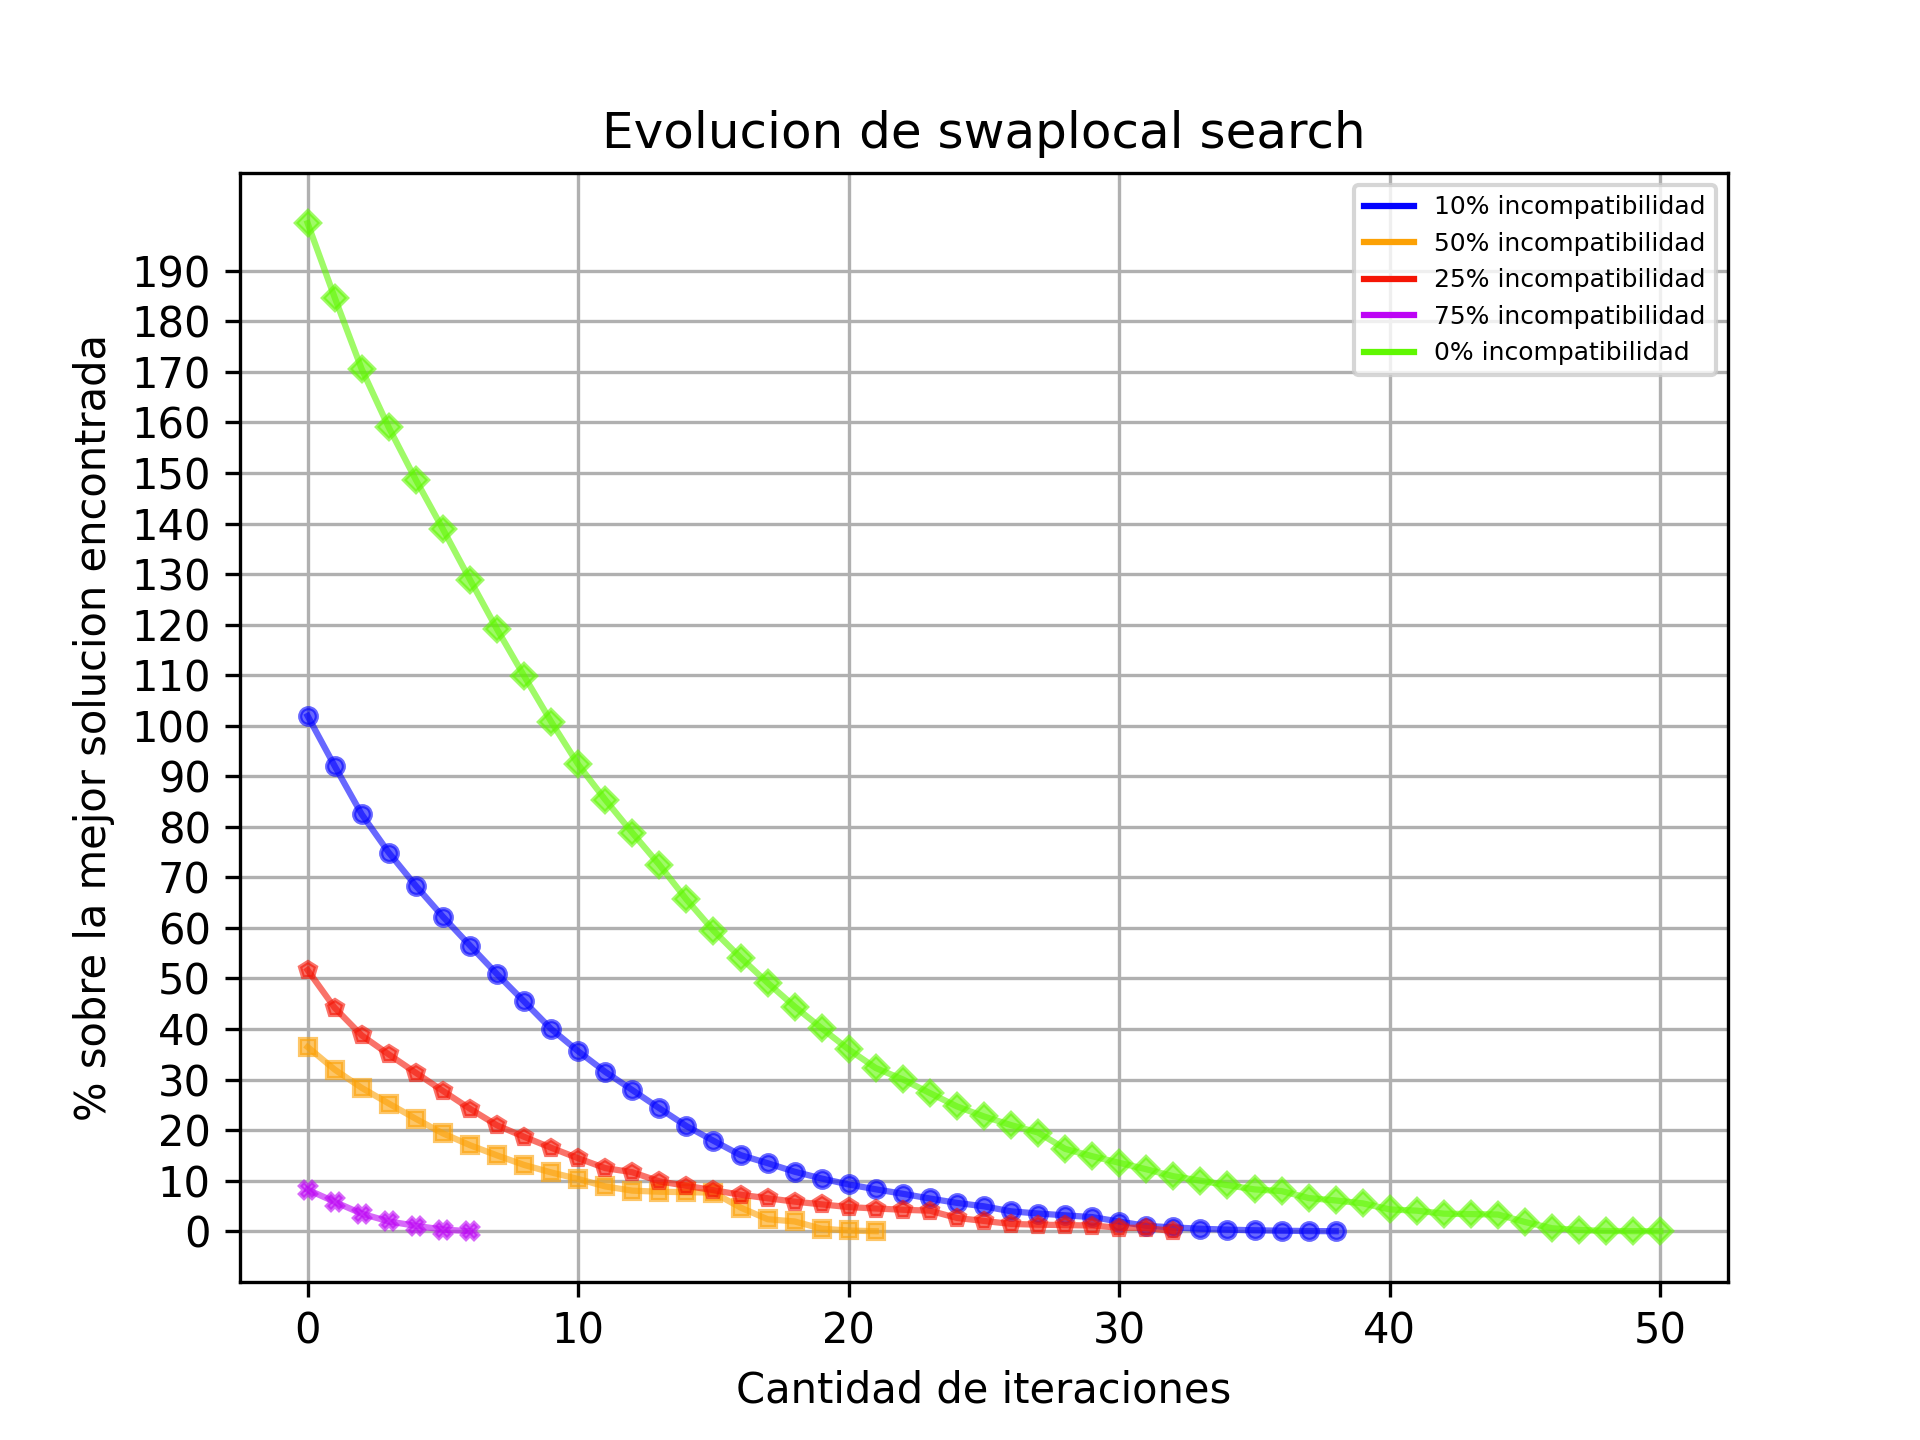 Evolucion de swaplocal search
10% incompatibilidad
50% incompatibilidad
25% incompatibilidad
75% incompatibilidad
0% incompatibilidad
% sobre la mejor solucion encontrada
190
180
170
160
150
140
130
120
110
100
90
80
70
60
50
40
30
20
10
0
0 10 20 30 40 50
Cantidad de iteraciones